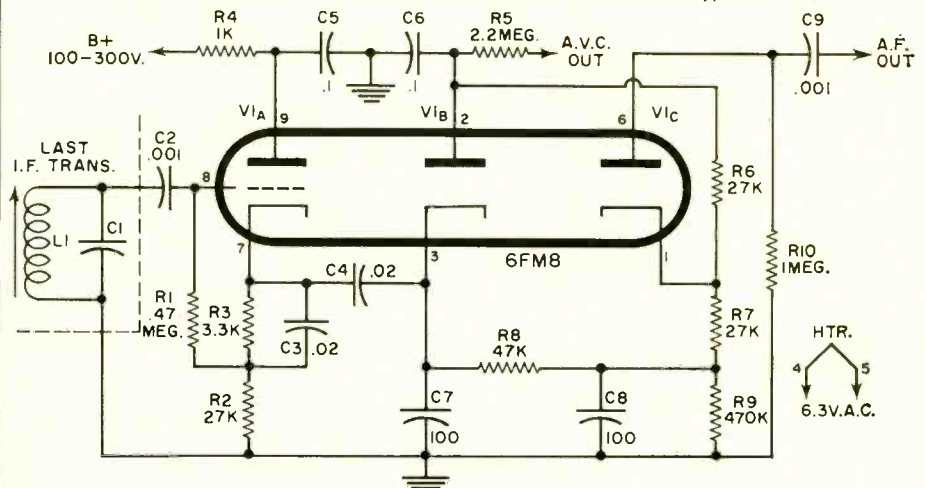 R4
1K
C5
.1
C6
.1
R5
2.2MEG.
A.V.C.
OUT
C9
.001
A.F.
OUT
B+
100-300V.
V1A
9
V1B
2
6
V1C
LAST
I.F. TRANS.
C2
.001
8
L1
C1
R6
27K
7
3
6FM8
1
R10
1MEG.
C4
.02
R1
.47
MEG.
R3
3.3K
C3
.02
R8
47K
R7
27K
HTR.
4
5
6.3V.A.C.
R2
27K
C7
100
C8
100
R9
470K